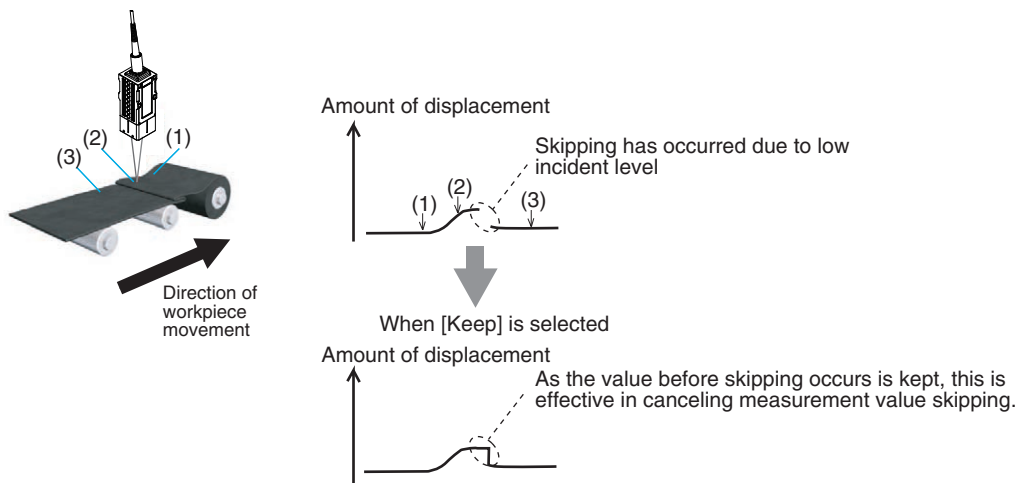 (1)
(2)
(3)
Direction of
workpiece
movement
Amount of displacement
Skipping has occurred due to low
incident level
(1)
(2)
(3)
When [Keep] is selected
Amount of displacement
As the value before skipping occurs is kept, this is
effective in canceling measurement value skipping.